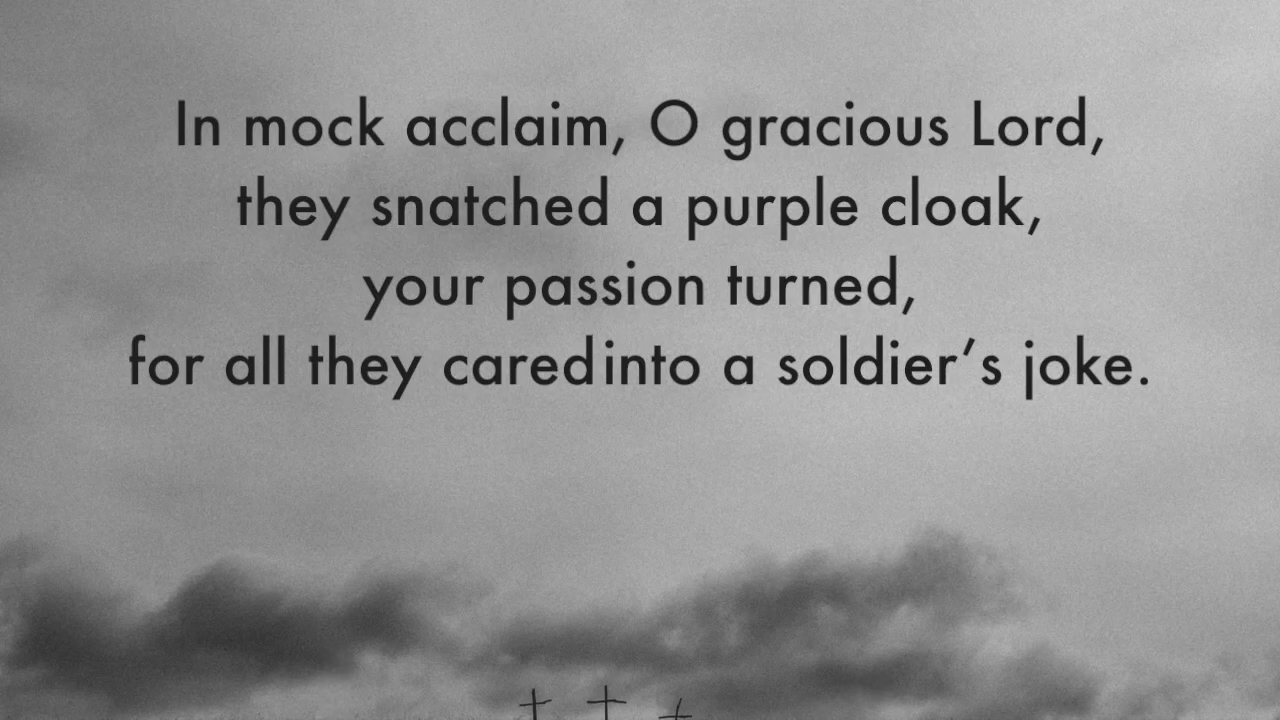 In mock acclaim, O gracious Lord,
they snatched a purple cloak,
your passion turned,
for all they cared into a soldier’s joke.